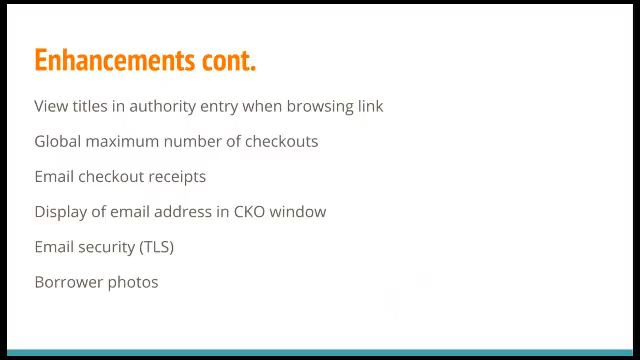 Enhancements cont.
View titles in authority entry when browsing link
Global maximum number of checkouts
Email checkout receipts
Display of email address in CKO window
Email security (TLS)
Borrower photos